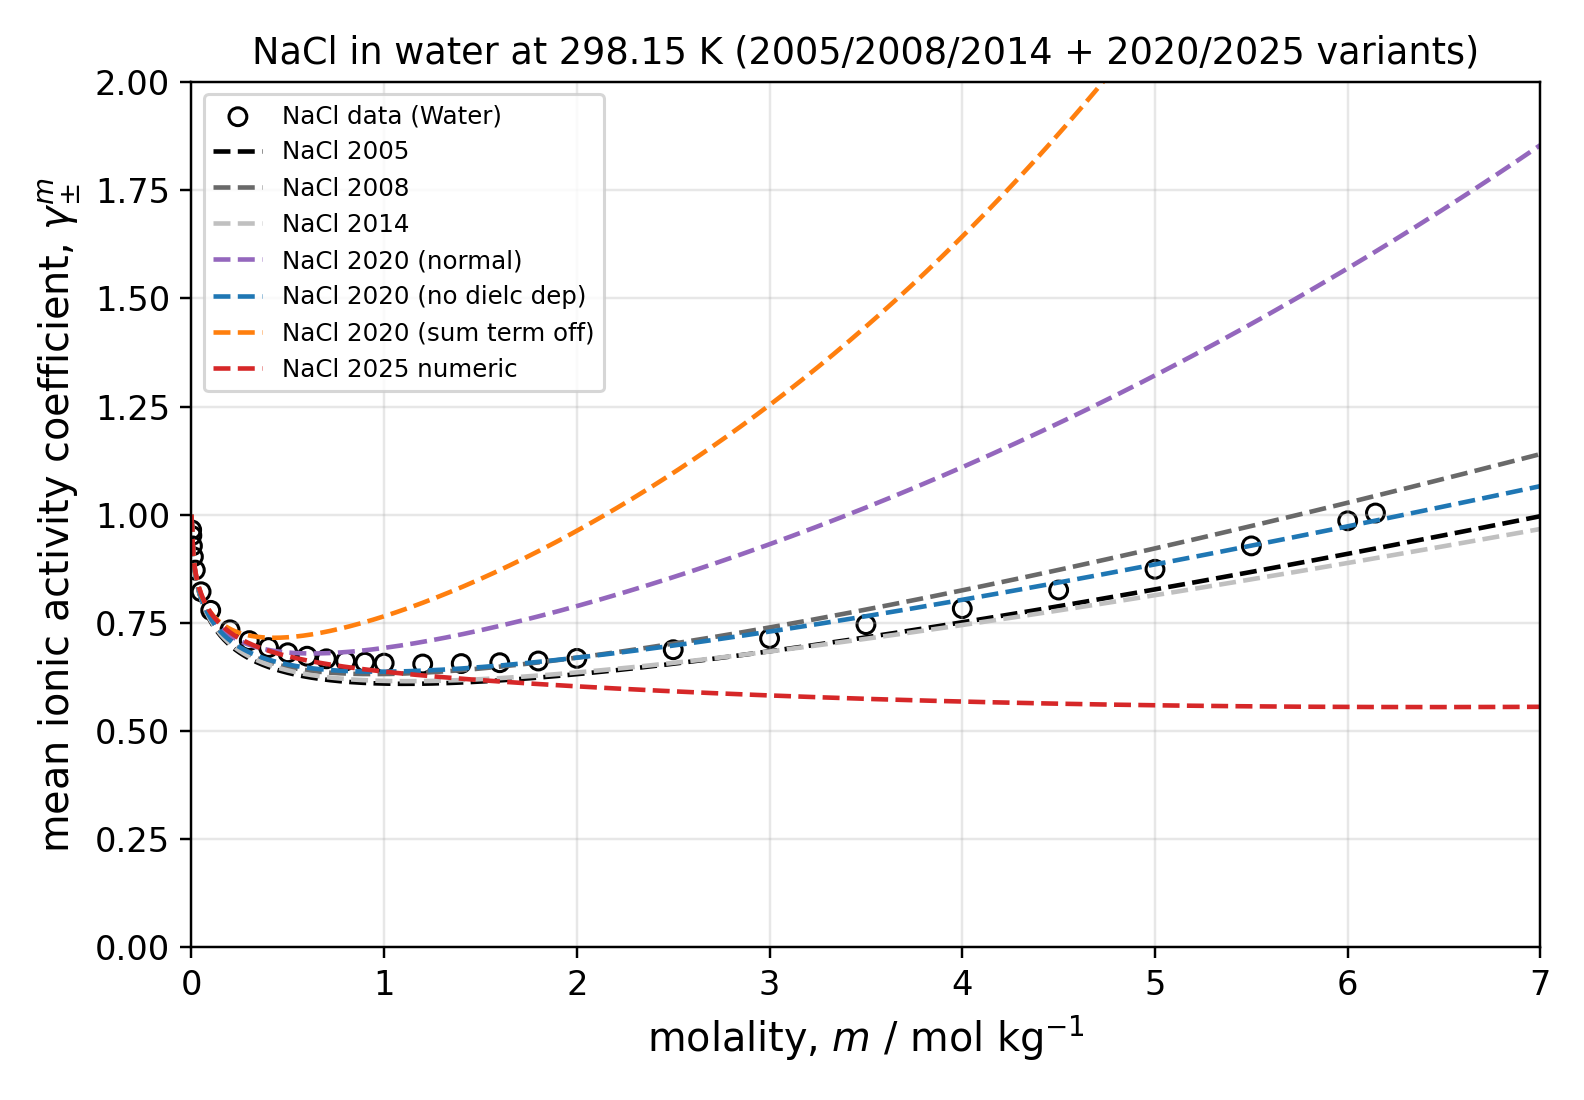 NaCl in water at 298.15 K (2005/2008/2014 + 2020/2025 variants)
mean ionic activity coefficient, γ±^m
2.00
1.75
1.50
1.25
1.00
0.75
0.50
0.25
0.00
NaCl data (Water)
NaCl 2005
NaCl 2008
NaCl 2014
NaCl 2020 (normal)
NaCl 2020 (no dielc dep)
NaCl 2020 (sum term off)
NaCl 2025 numeric
0 1 2 3 4 5 6 7
molality, m / mol kg⁻¹